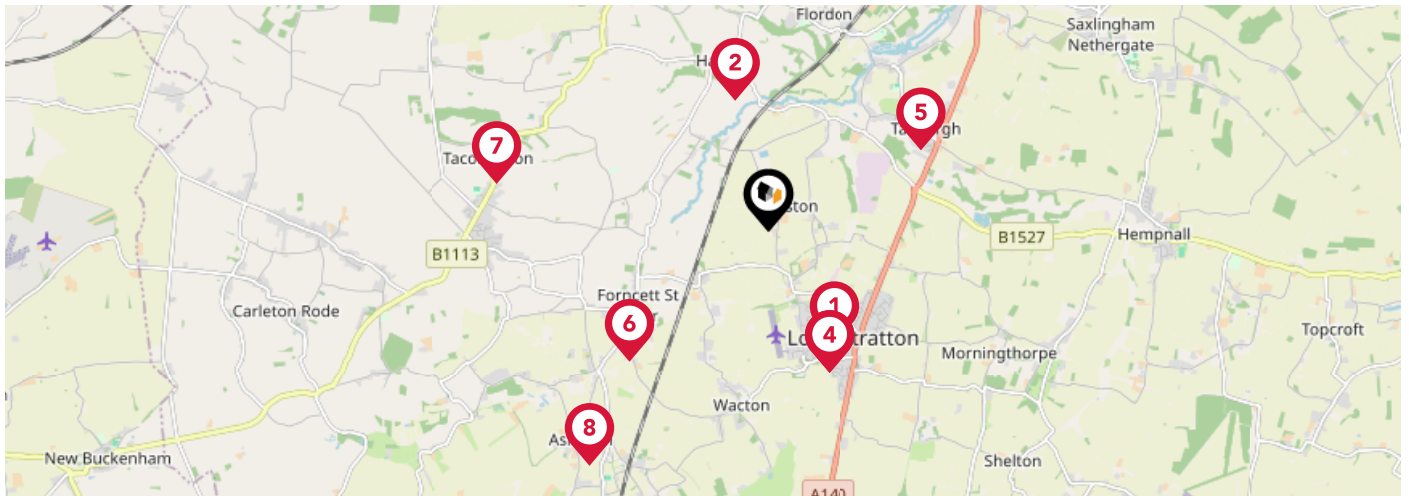 Flordon
Saxlingham
Nethergate
2
5
7
B1113
B1527
Hempnall
Carleton Rode
Forncett St
6
1
4
Topcroft
Morningthorpe
Wacton
8
New Buckenham
Shelton
A140